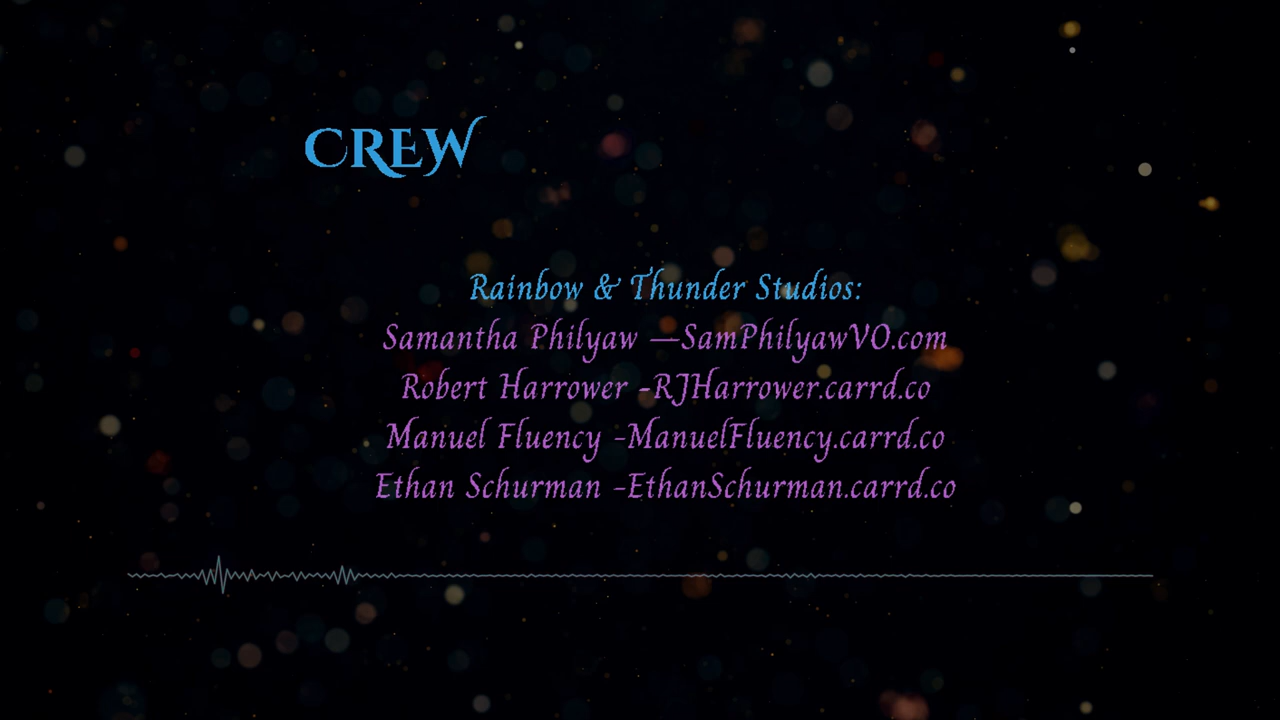 CREW
Rainbow & Thunder Studios:
Samantha Philyaw —SamPhilyawVO.com
Robert Harrower -RJHarrower.carrd.co
Manuel Fluency -ManuelFluency.carrd.co
Ethan Schurman -EthanSchurman.carrd.co